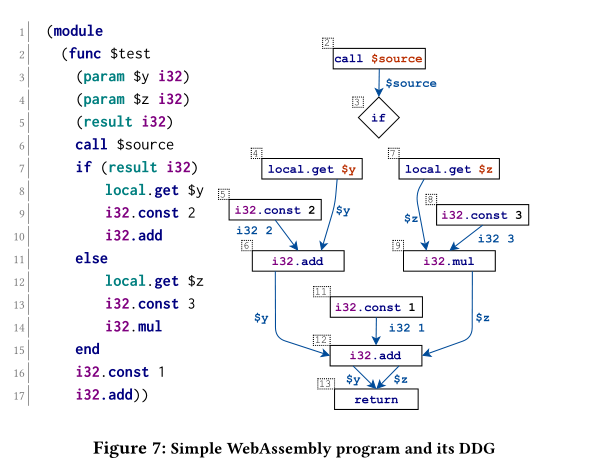 1 (module
2 (func $test
3 (param $y i32)
4 (param $z i32)
5 (result i32)
6 call $source
7 if (result i32)
8 local.get $y
9 i32.const 2
10 i32.add
11 else
12 local.get $z
13 i32.const 3
14 i32.mul
15 end
16 i32.const 1
17 i32.add))
2
call $source
$source
3
if
4
local.get $y
7
local.get $z
5
i32.const 2
$y
i32 2
8
i32.const 3
$z
i32 3
6
i32.add
9
i32.mul
11
i32.const 1
i32 1
$y
$z
12
i32.add
$y
$z
13
return
Figure 7: Simple WebAssembly program and its DDG